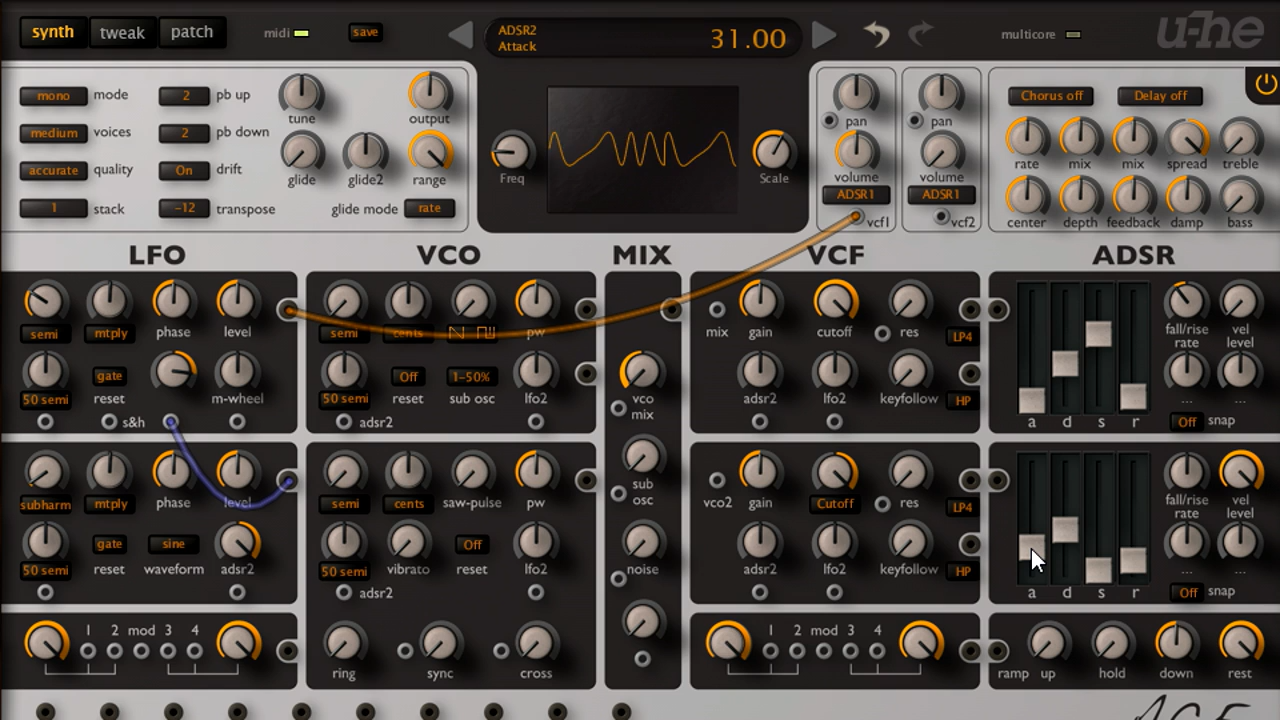 synth tweak patch midi save ADSR2 31.00 multicore u-he
Attack
mono mode 2 pb up tune output pan pan Chorus off Delay off
medium voices 2 pb down rate mix mix spread treble
accurate quality On drift glide glide2 range Freq Scale volume volume
ADSR1 ADSR1
1 stack -12 transpose glide mode rate vcf1 vcf2 center depth feedback damp bass
LFO VCO MIX VCF ADSR
semi mtply phase level semi cents pw mix gain cutoff res LP4 fall/rise rate vel level
50 semi gate reset m-wheel 50 semi Off reset 1-50% sub osc lfo2 vco mix adsr2 lfo2 keyfollow HP ... ...
s&h adsr2 a d s r Off snap
subharm mtply phase level semi cents saw-pulse pw sub osc vco2 gain Cutoff res LP4 fall/rise rate vel level
50 semi gate reset sine waveform adsr2 50 semi vibrato Off reset lfo2 noise adsr2 lfo2 keyfollow HP ... ...
adsr2 a d s r Off snap
1 2 mod 3 4 1 2 mod 3 4
ring sync cross ramp up hold down rest